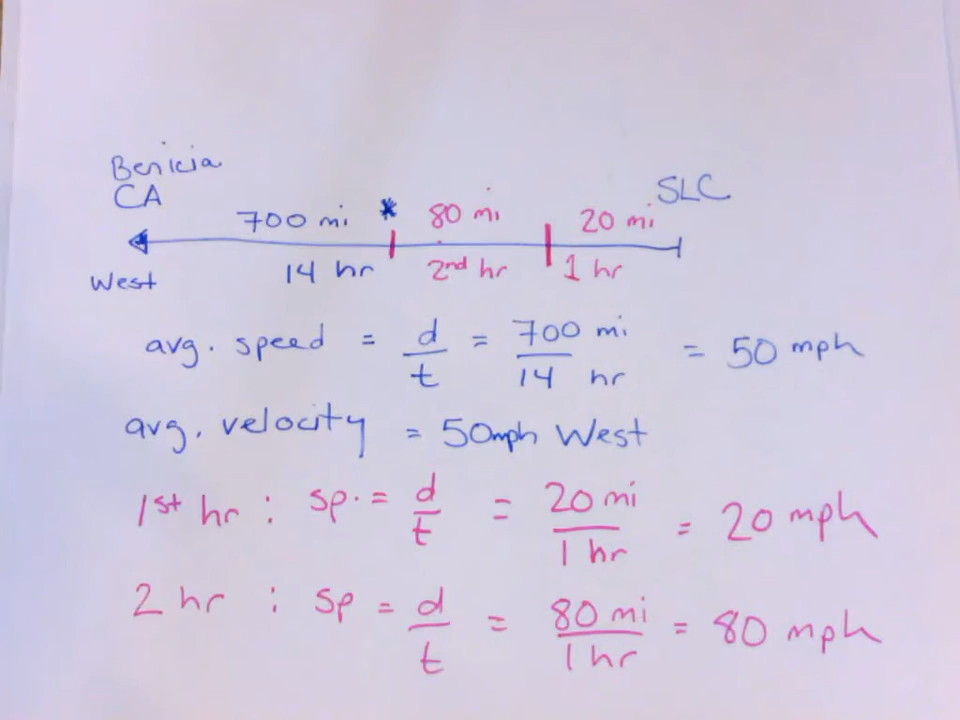 Benicia
CA
SLC
700 mi * 80 mi 20 mi
West 14 hr 2nd hr 1 hr
avg. speed = d/t = 700 mi/14 hr = 50 mph
avg. velocity = 50mph West
1st hr : sp. = d/t = 20 mi/1 hr = 20 mph
2 hr : sp = d/t = 80 mi/1 hr = 80 mph